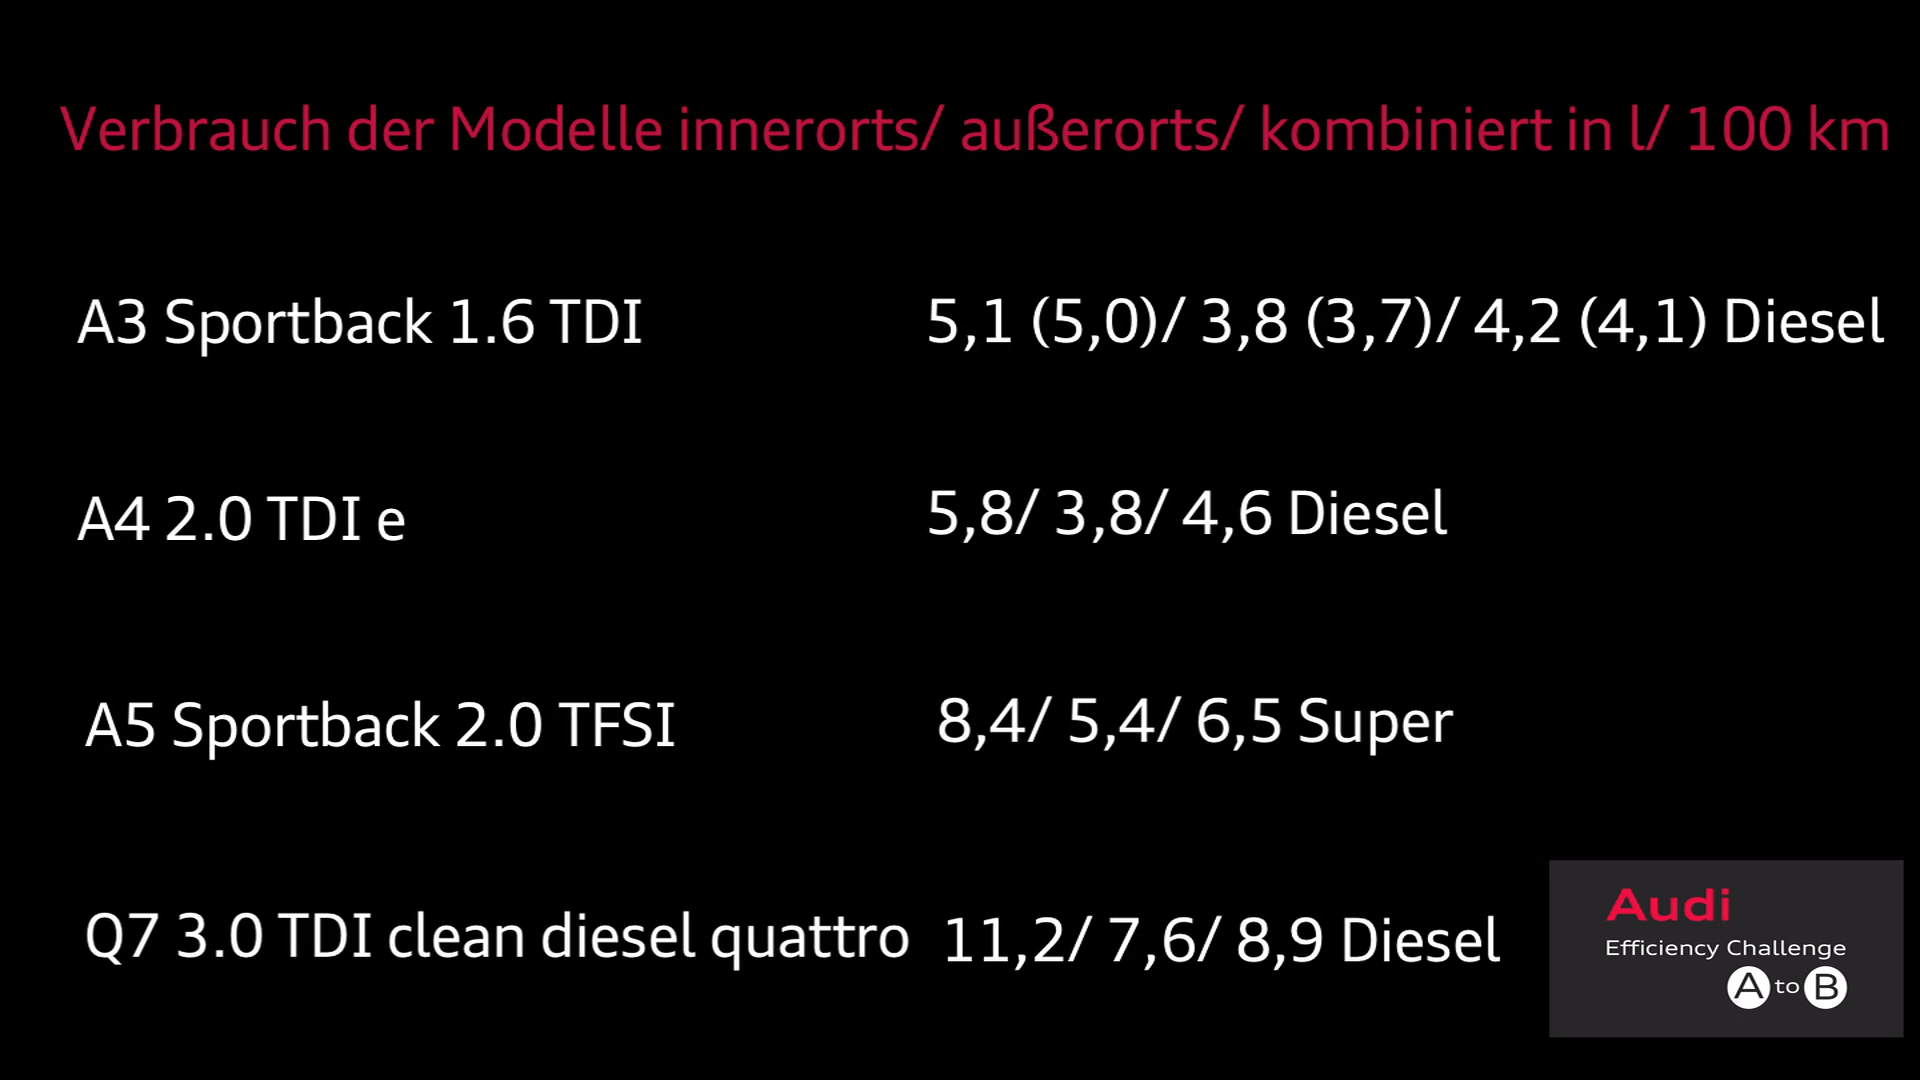 Verbrauch der Modelle innerorts/ außerorts/ kombiniert in l/ 100 km
A3 Sportback 1.6 TDI 5,1 (5,0)/ 3,8 (3,7)/ 4,2 (4,1) Diesel
A4 2.0 TDI e 5,8/ 3,8/ 4,6 Diesel
A5 Sportback 2.0 TFSI 8,4/ 5,4/ 6,5 Super
Q7 3.0 TDI clean diesel quattro 11,2/ 7,6/ 8,9 Diesel
Audi
Efficiency Challenge
A to B